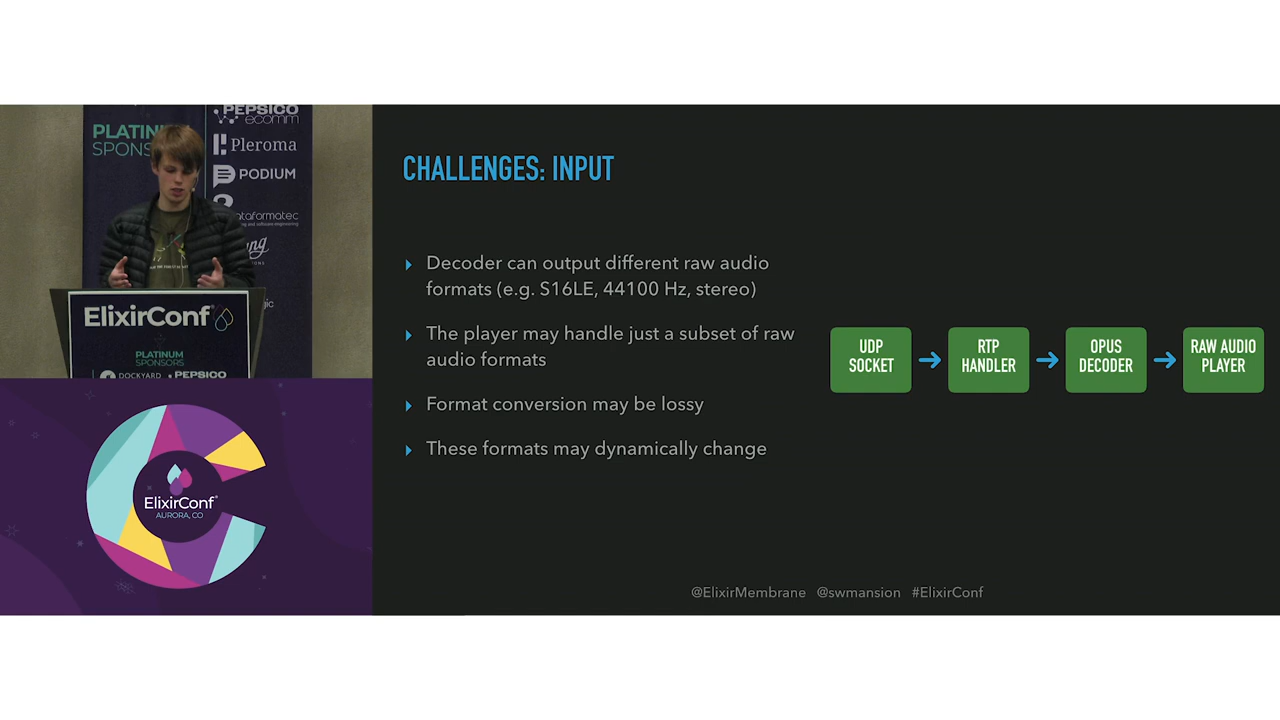 PLATINUM
SPONS
PEPSICO
ecomm
Pleroma
PODIUM
ElixirConf
PLATINUM
SPONSORS
DOCKYARD PEPSICO
ElixirConf
AURORA, CO
CHALLENGES: INPUT
Decoder can output different raw audio
formats (e.g. S16LE, 44100 Hz, stereo)
The player may handle just a subset of raw
audio formats
Format conversion may be lossy
These formats may dynamically change
UDP
SOCKET
RTP
HANDLER
OPUS
DECODER
RAW AUDIO
PLAYER
@ElixirMembrane @swmansion #ElixirConf